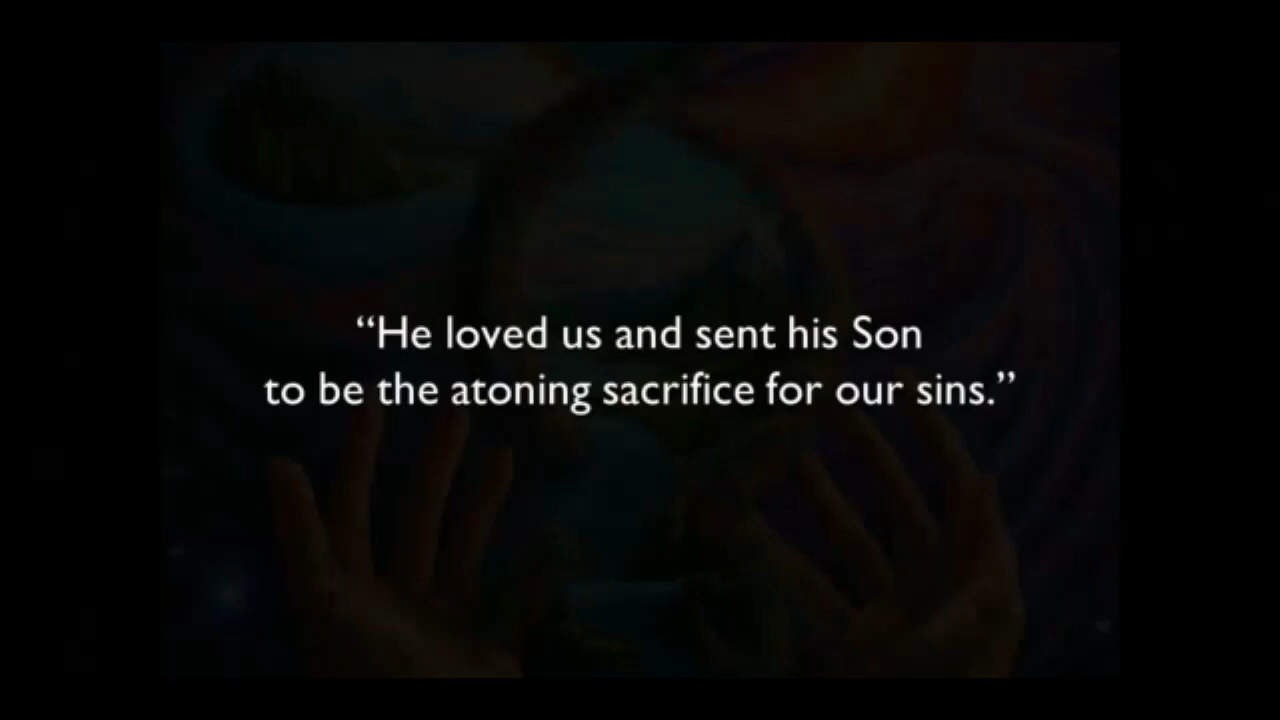 “He loved us and sent his Son
to be the atoning sacrifice for our sins.”